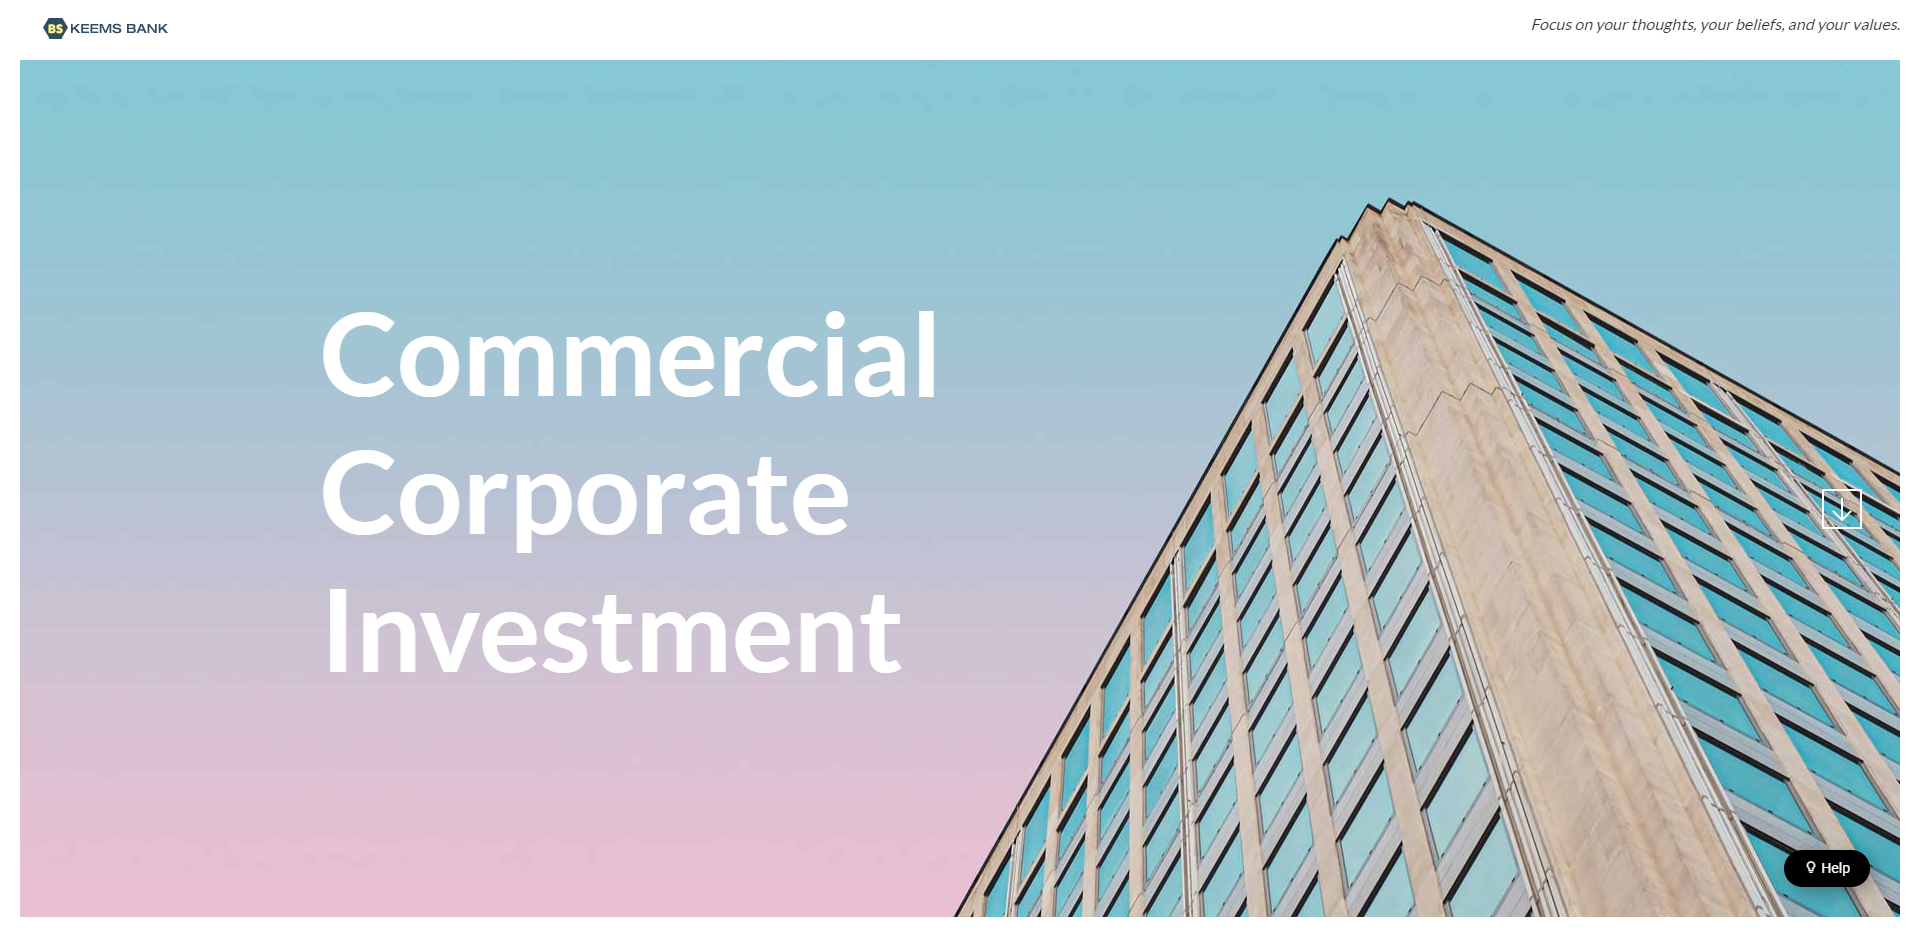 BS KEEMS BANK
Focus on your thoughts, your beliefs, and your values.
Commercial
Corporate
Investment
Help